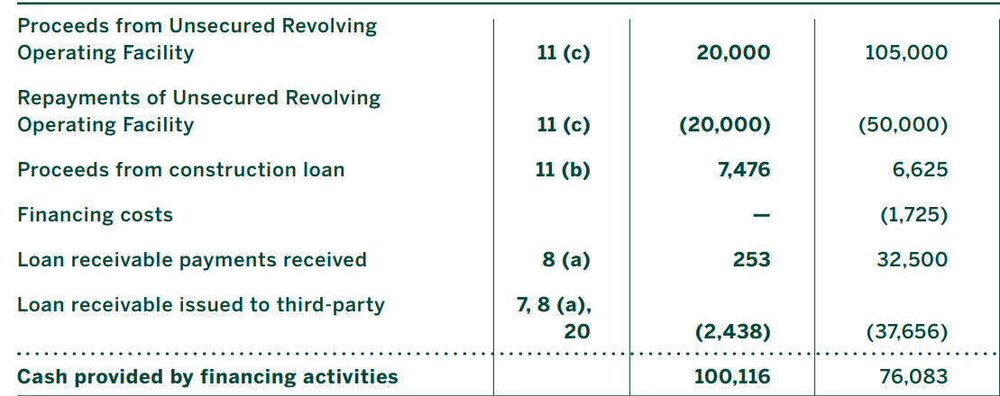 Proceeds from Unsecured Revolving
Operating Facility 11 (c) 20,000 105,000
Repayments of Unsecured Revolving
Operating Facility 11 (c) (20,000) (50,000)
Proceeds from construction loan 11 (b) 7,476 6,625
Financing costs — (1,725)
Loan receivable payments received 8 (a) 253 32,500
Loan receivable issued to third-party 7, 8 (a),
20 (2,438) (37,656)
Cash provided by financing activities 100,116 76,083